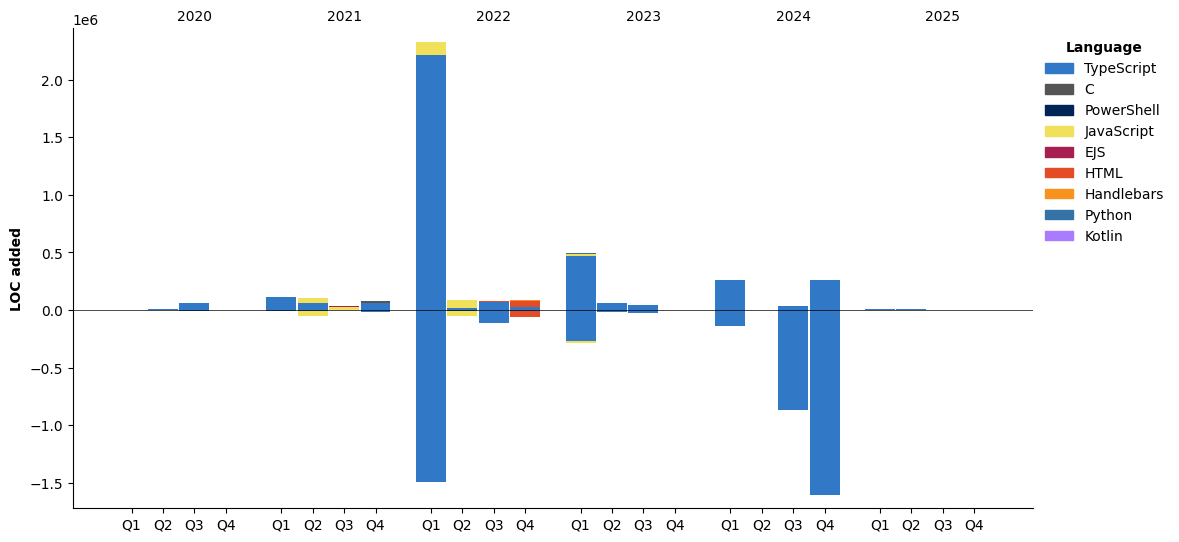 1e6
2020 2021 2022 2023 2024 2025
2.0
1.5
1.0
0.5
0.0
−0.5
−1.0
−1.5
LOC added
Q1 Q2 Q3 Q4 Q1 Q2 Q3 Q4 Q1 Q2 Q3 Q4 Q1 Q2 Q3 Q4 Q1 Q2 Q3 Q4 Q1 Q2 Q3 Q4
Language
TypeScript
C
PowerShell
JavaScript
EJS
HTML
Handlebars
Python
Kotlin